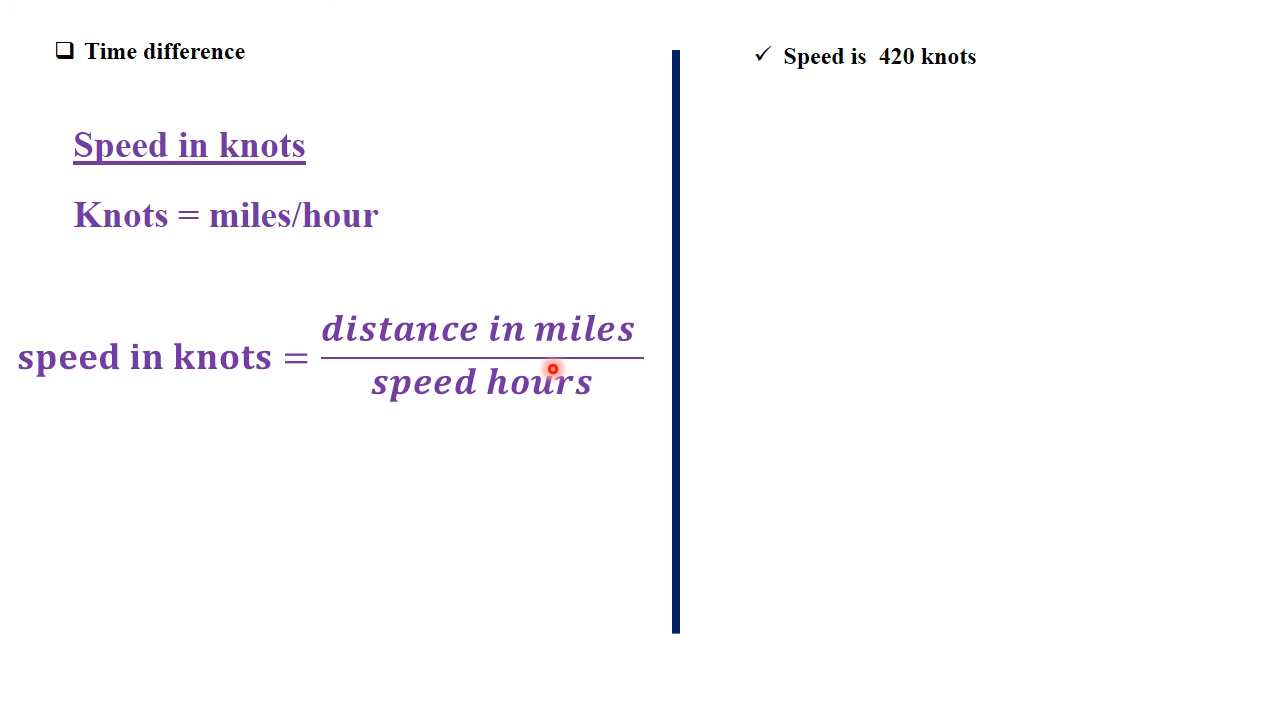 ❑ Time difference
Speed in knots
Knots = miles/hour
speed in knots = distance in miles / speed hours
✓ Speed is 420 knots